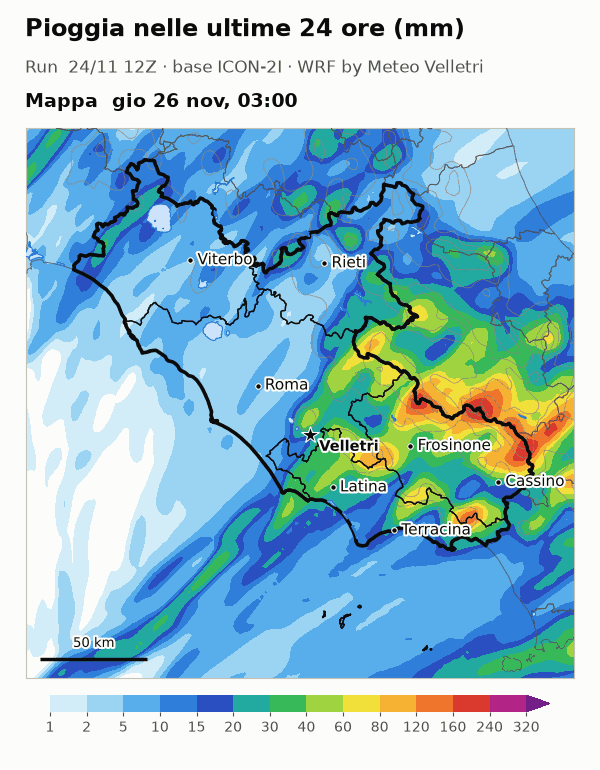 Pioggia nelle ultime 24 ore (mm)
Run  24/11 12Z · base ICON-2I · WRF by Meteo Velletri
Mappa  gio 26 nov, 03:00
Viterbo
Rieti
Roma
Velletri
Frosinone
Latina
Cassino
Terracina
50 km
1 2 5 10 15 20 30 40 60 80 120 160 240 320